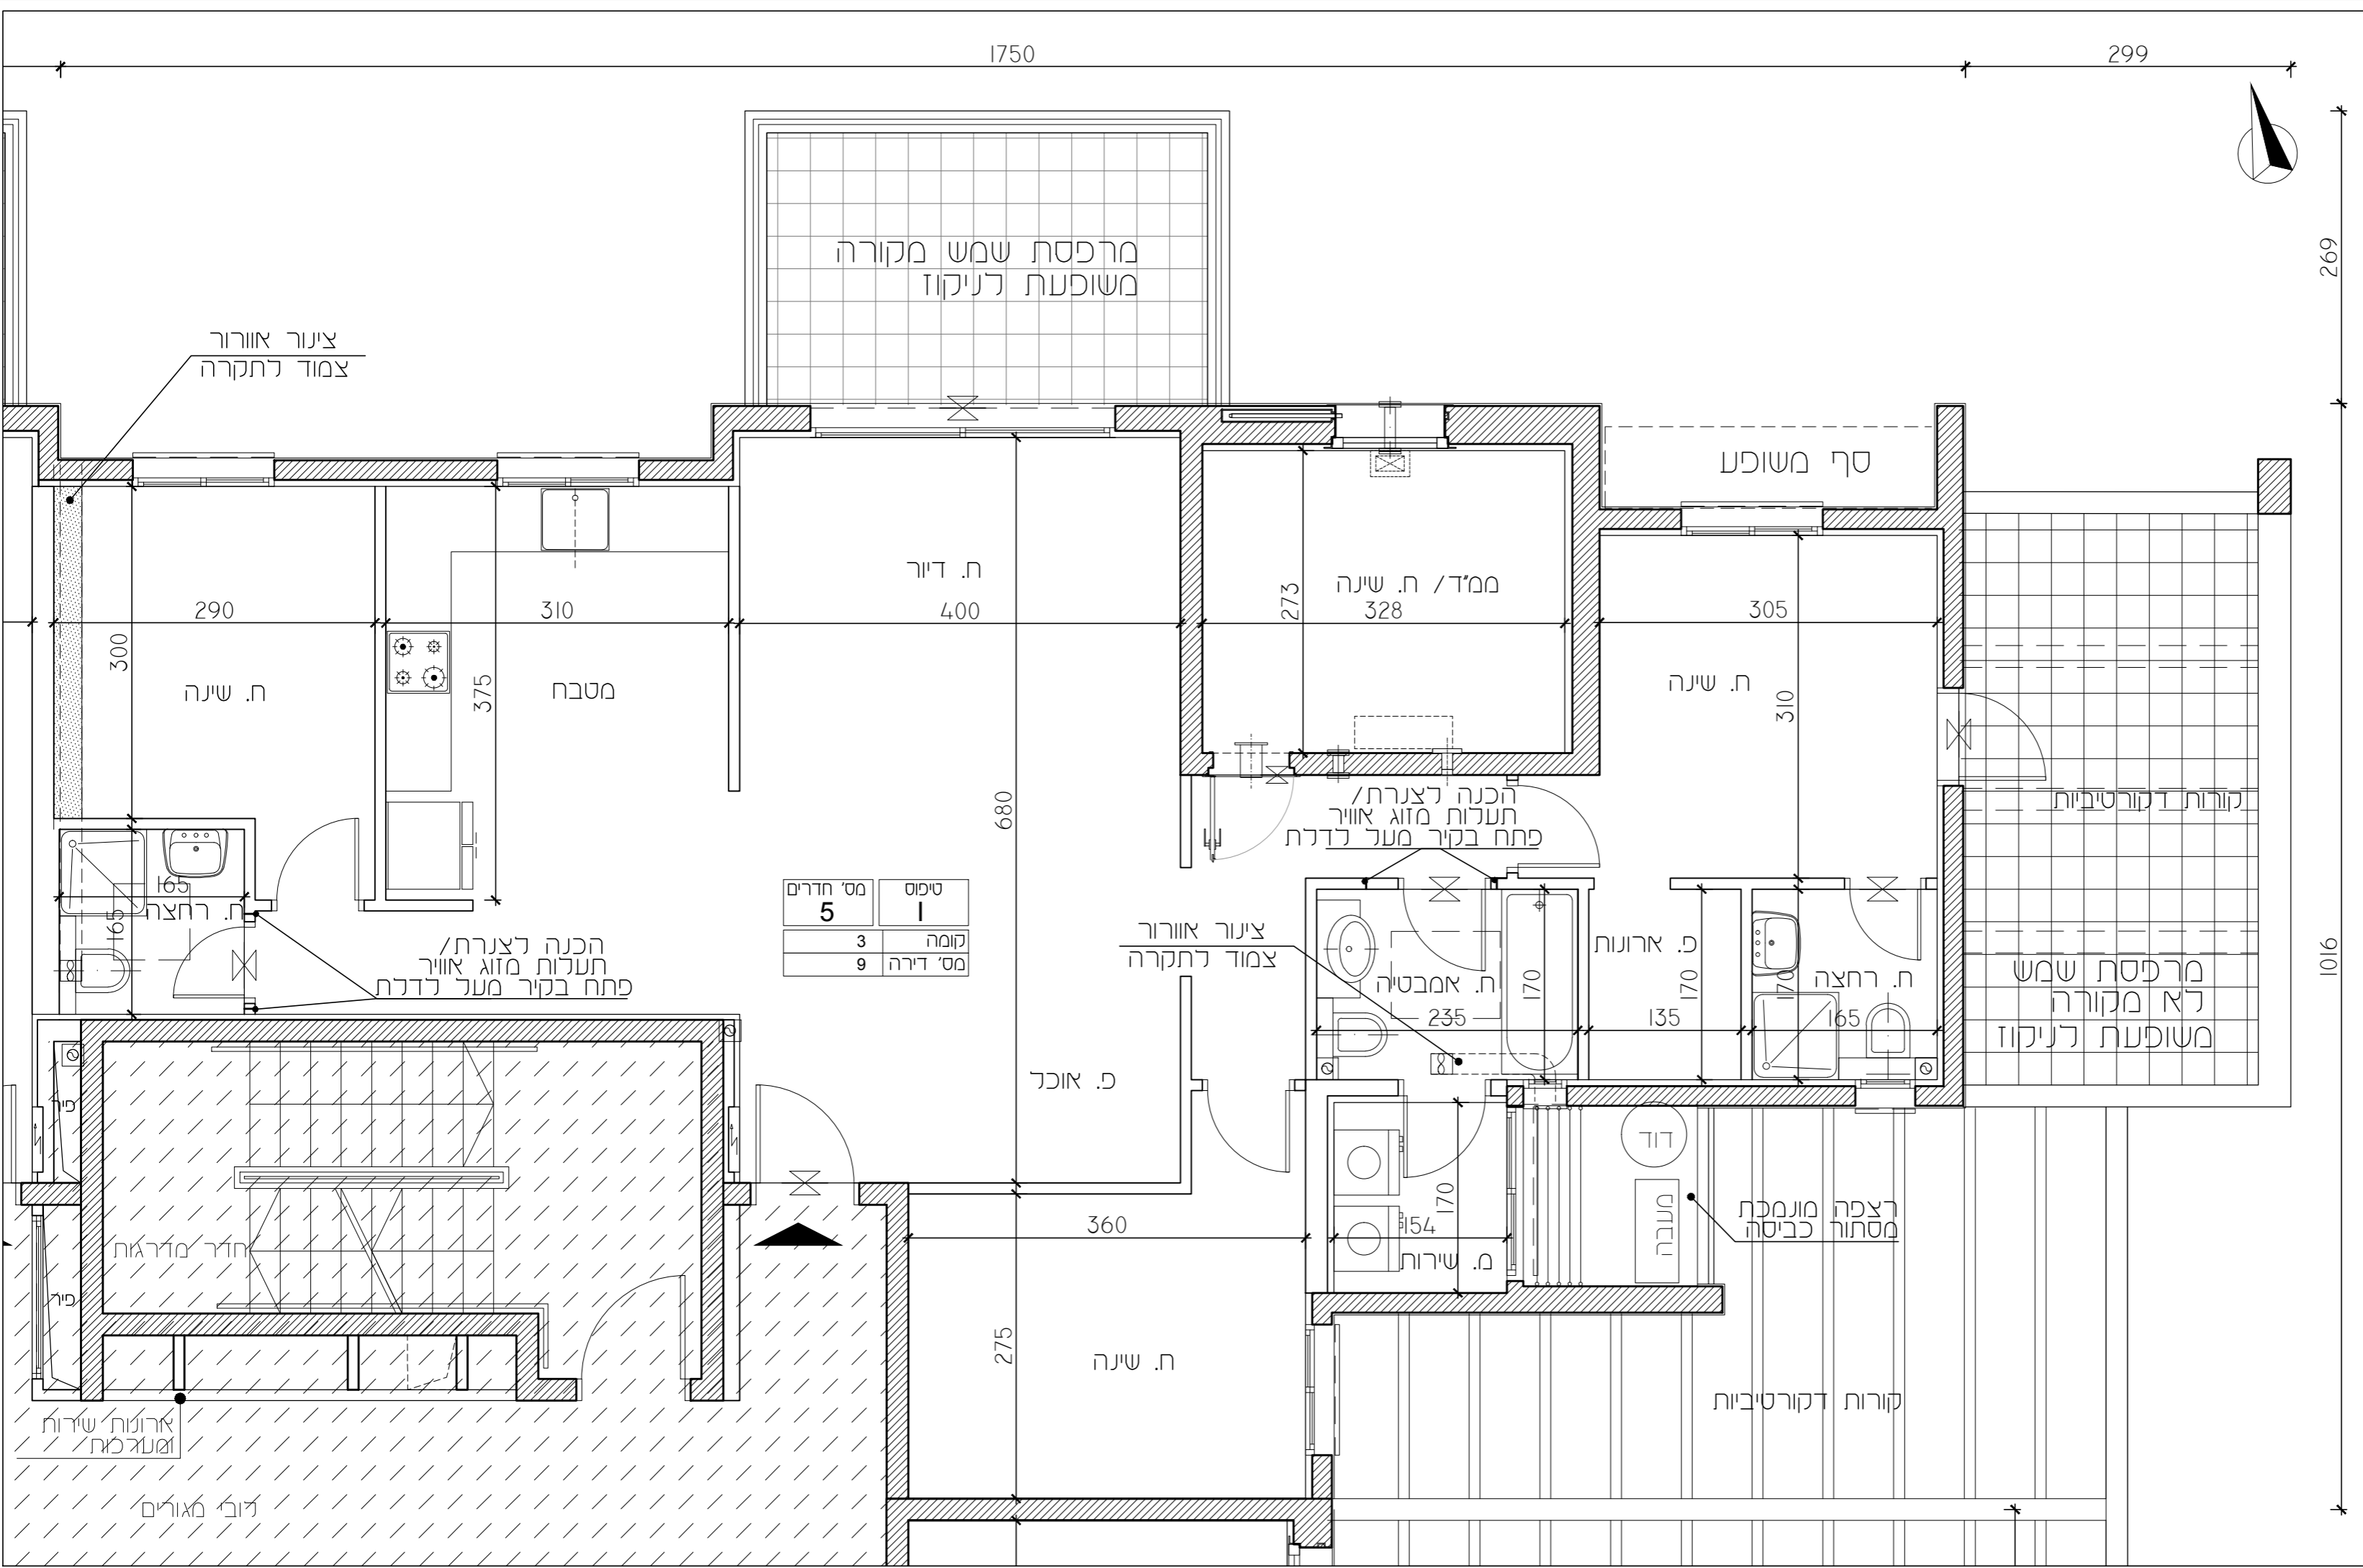 1750
299
269
מרפסת שמש מקורה
משופעת לניקוז
צינור אוורור
צמוד לתקרה
סף משופע
ח. דיור
ממ"ד/ ח. שינה
290
310
400
273
328
305
300
375
ח. שינה
מטבח
ח. שינה
310
680
הכנה לצנרת/
תעלות מזוג אוויר
פתח בקיר מעל לדלת
קורות דקורטיביות
165
165
ח. רחצה
טיפוס
מס' חדרים
I
5
קומה
3
מס' דירה
9
הכנה לצנרת/
תעלות מזוג אוויר
פתח בקיר מעל לדלת
צינור אוורור
צמוד לתקרה
ח. אמבטיה
170
235
פ. ארונות
170
135
ח. רחצה
170
165
מרפסת שמש
לא מקורה
משופעת לניקוז
1016
פ. אוכל
פיר
דוד
מעבה
רצפה מונמכת
מסתור כביסה
360
170
154
מ. שירות
חדר מדרגות
פיר
275
ח. שינה
קורות דקורטיביות
ארונות שירות
ומערכות
לובי מגורים